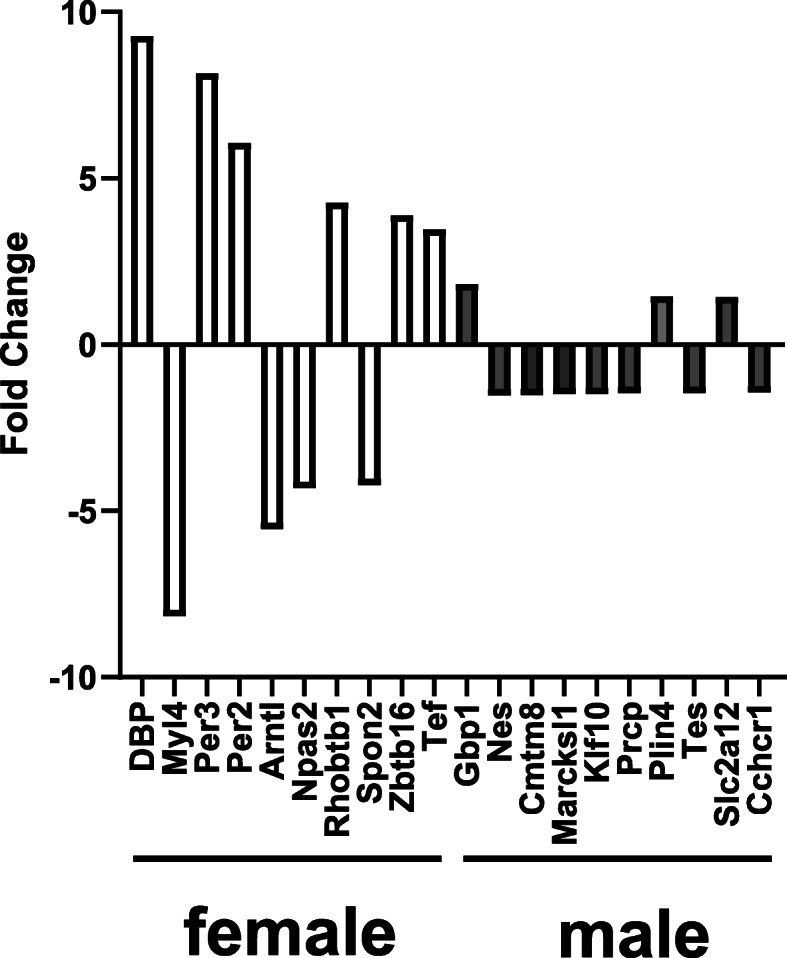 10
5
0
-5
-10
Fold Change
DBP
Myl4
Per3
Per2
Arntl
Npas2
Rhobtb1
Spon2
Zbtb16
Tef
Gbp1
Nes
Cmtm8
Marcksl1
Klf10
Prcp
Plin4
Tes
Slc2a12
Cchcr1
female
male